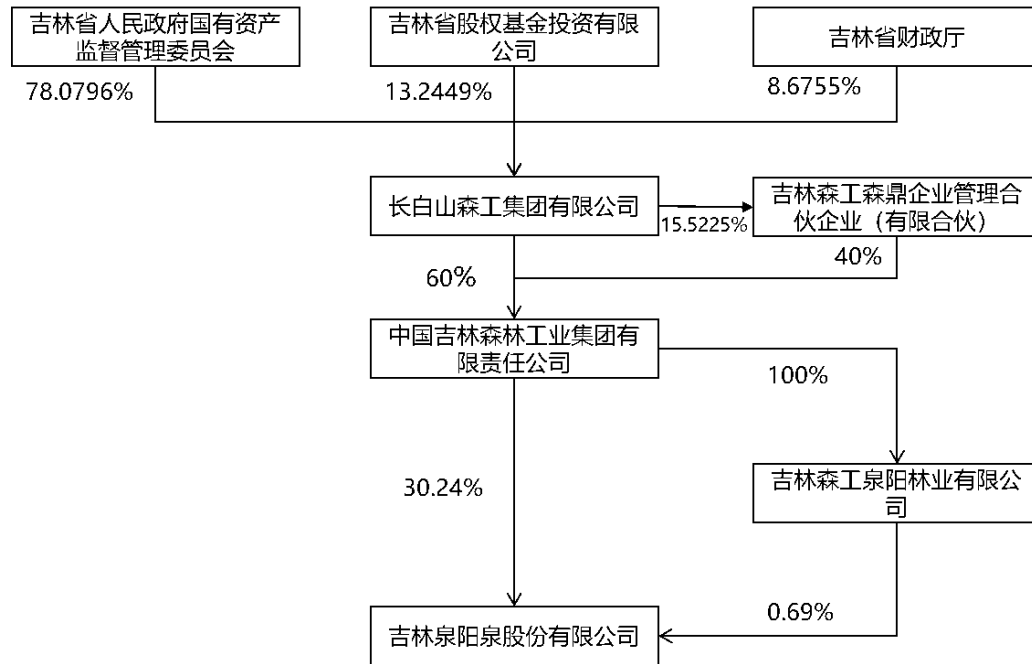 吉林省人民政府国有资产
监督管理委员会
吉林省股权基金投资有限
公司
吉林省财政厅
78.0796%
13.2449%
8.6755%
长白山森工集团有限公司
15.5225%
吉林森工森鼎企业管理合
伙企业（有限合伙）
60%
40%
中国吉林森林工业集团有
限责任公司
100%
30.24%
吉林森工泉阳林业有限公
司
0.69%
吉林泉阳泉股份有限公司